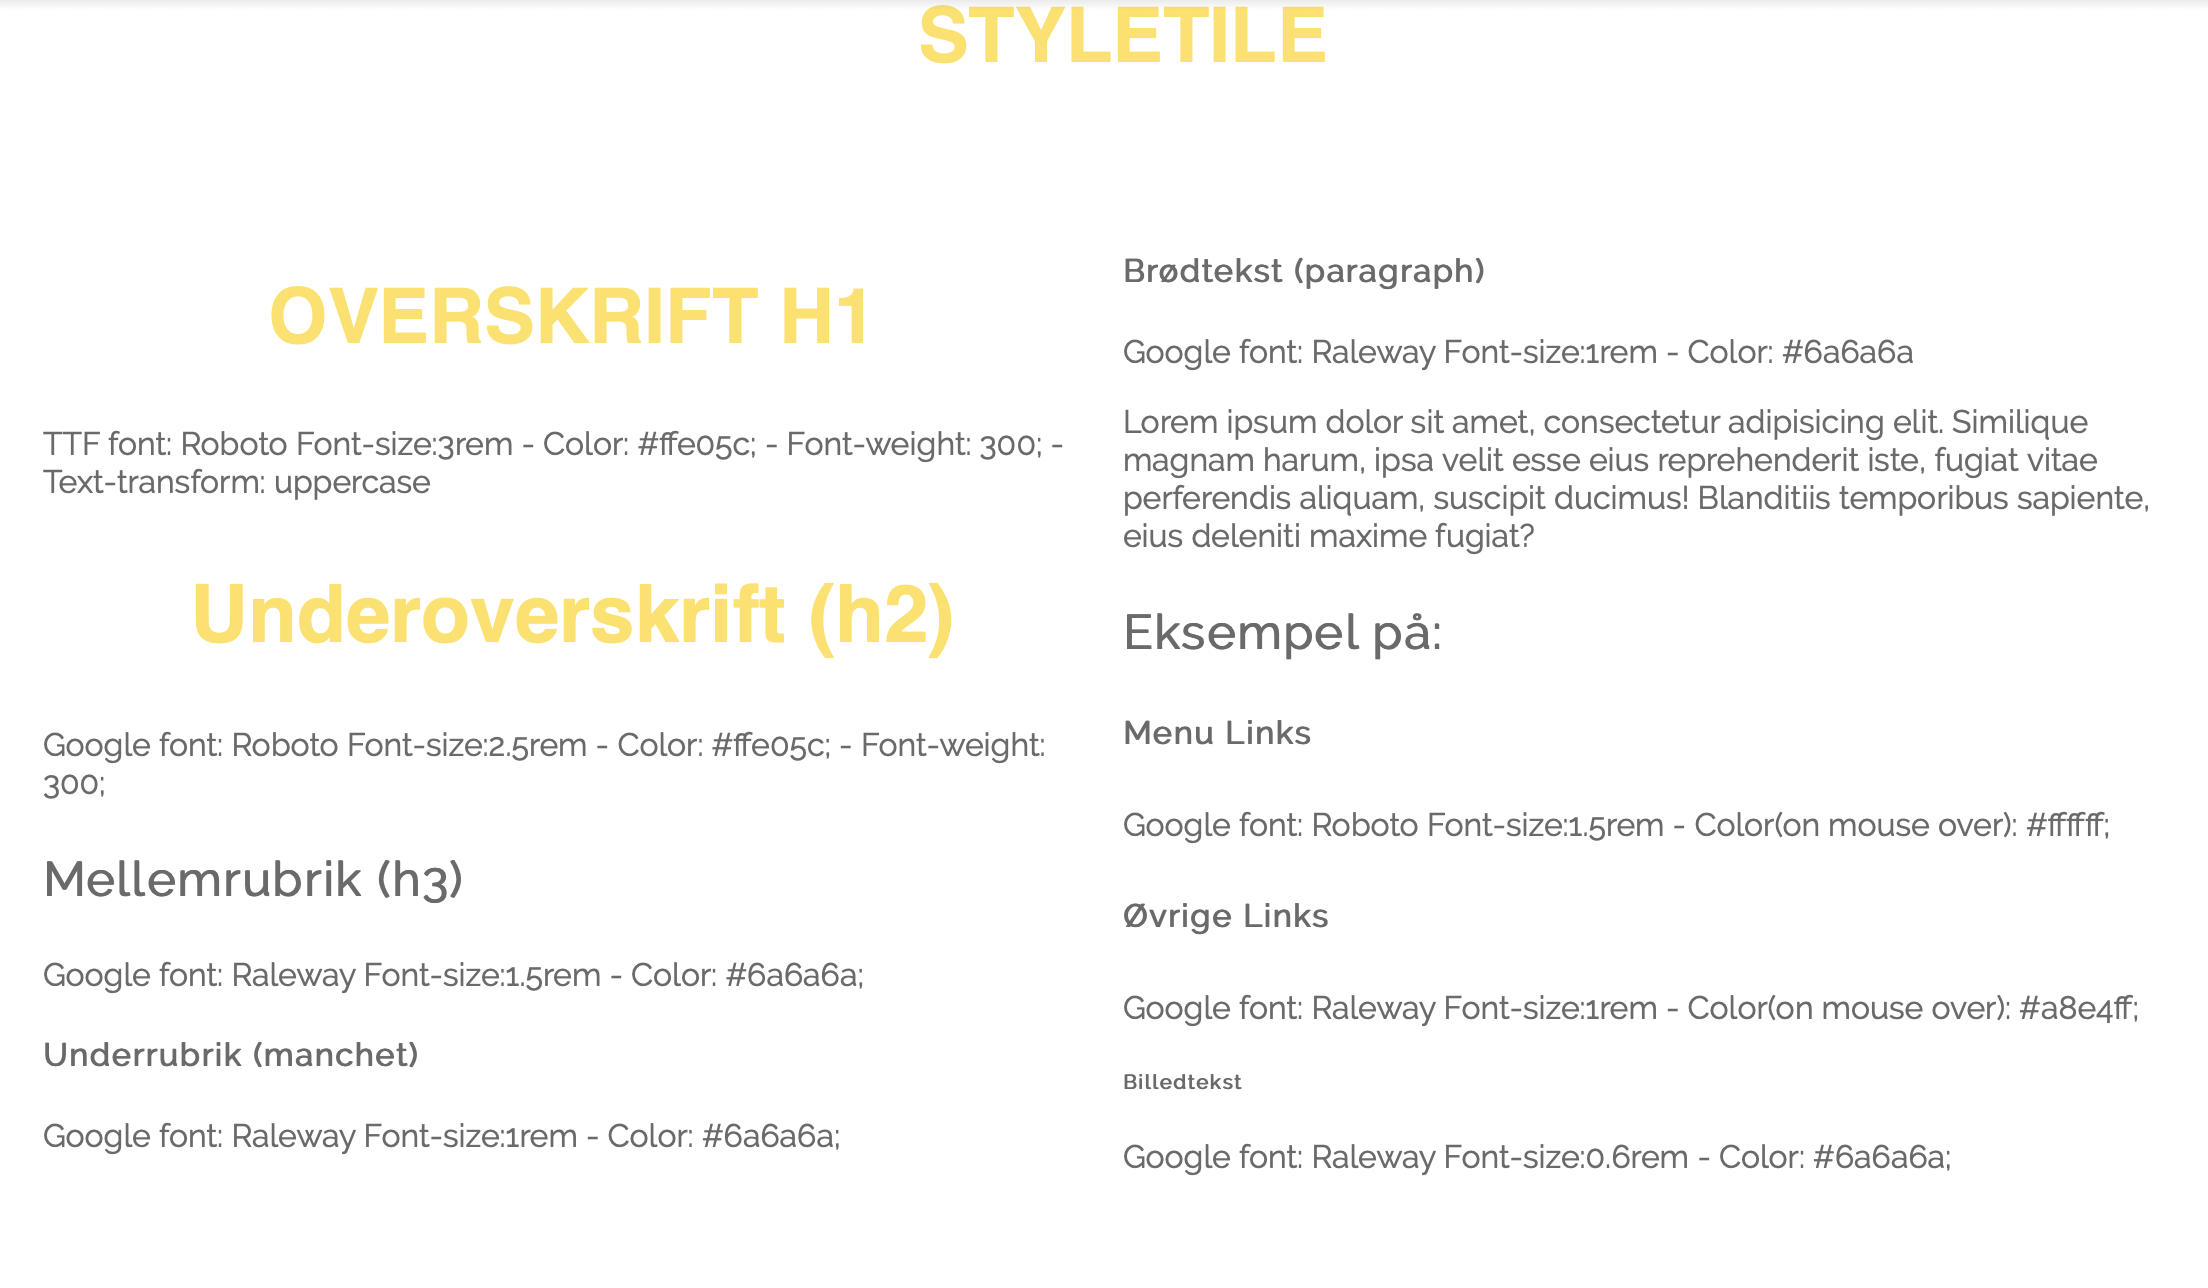 STYLETILE
OVERSKRIFT H1
TTF font: Roboto Font-size:3rem - Color: #ffe05c; - Font-weight: 300; -
Text-transform: uppercase
Underoverskrift (h2)
Google font: Roboto Font-size:2.5rem - Color: #ffe05c; - Font-weight:
300;
Mellemrubrik (h3)
Google font: Raleway Font-size:1.5rem - Color: #6a6a6a;
Underrubrik (manchet)
Google font: Raleway Font-size:1rem - Color: #6a6a6a;
Brødtekst (paragraph)
Google font: Raleway Font-size:1rem - Color: #6a6a6a
Lorem ipsum dolor sit amet, consectetur adipisicing elit. Similique
magnam harum, ipsa velit esse eius reprehenderit iste, fugiat vitae
perferendis aliquam, suscipit ducimus! Blanditiis temporibus sapiente,
eius deleniti maxime fugiat?
Eksempel på:
Menu Links
Google font: Roboto Font-size:1.5rem - Color(on mouse over): #ffffff;
Øvrige Links
Google font: Raleway Font-size:1rem - Color(on mouse over): #a8e4ff;
Billedtekst
Google font: Raleway Font-size:0.6rem - Color: #6a6a6a;